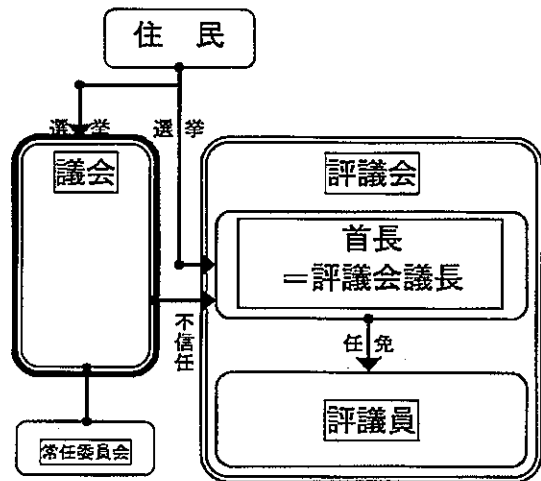 住民
選挙
選挙
議会
評議会
首長
＝評議会議長
不信任
任免
評議員
常任委員会